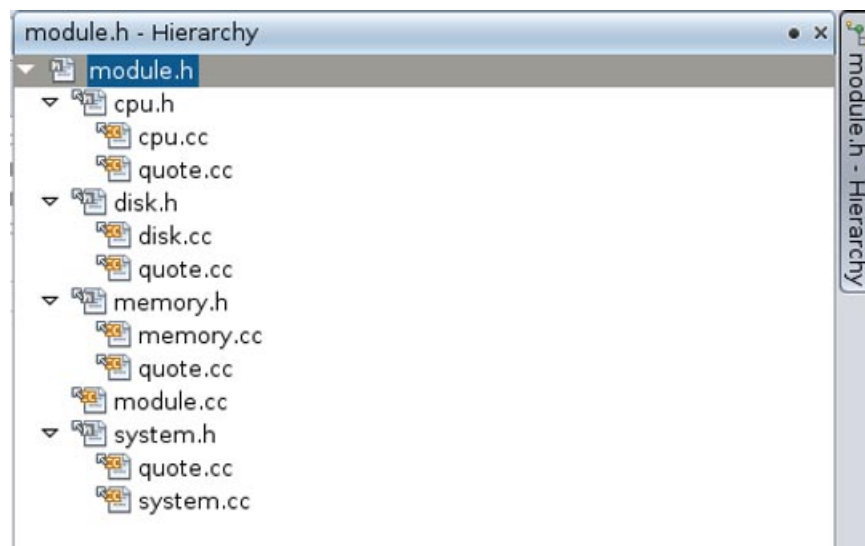 module.h - Hierarchy
module.h
cpu.h
cpu.cc
quote.cc
disk.h
disk.cc
quote.cc
memory.h
memory.cc
quote.cc
module.cc
system.h
quote.cc
system.cc
module.h - Hierarchy